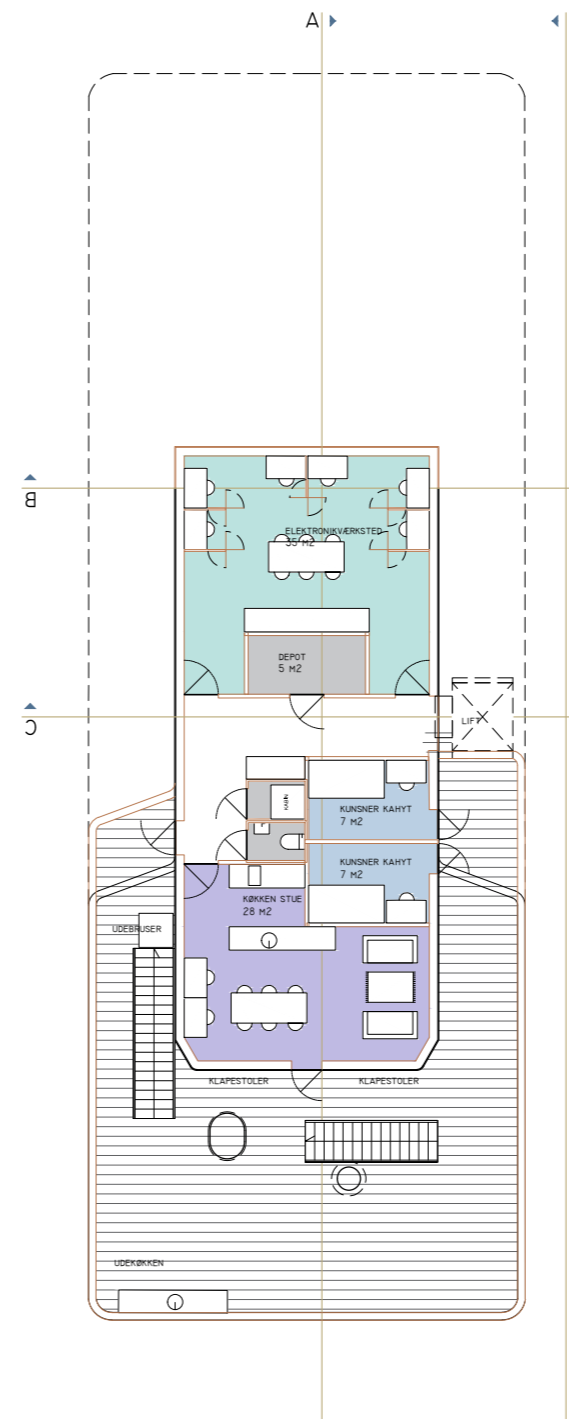 A
B
ELEKTRONIKVÆRKSTED
35 M2
DEPOT
5 M2
C
LIFT
KABIN
KUNSNER KAHYT
7 M2
KUNSNER KAHYT
7 M2
KØKKEN STUE
28 M2
UDEBRUSER
KLAPESTOLER
KLAPESTOLER
UDEKØKKEN